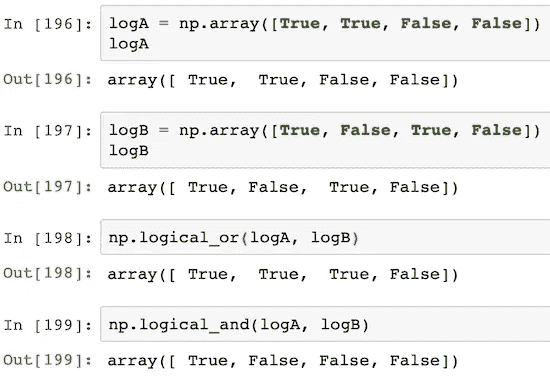 In [196]: logA = np.array([True, True, False, False])
logA
Out[196]: array([ True,  True, False, False])
In [197]: logB = np.array([True, False, True, False])
logB
Out[197]: array([ True, False,  True, False])
In [198]: np.logical_or(logA, logB)
Out[198]: array([ True,  True,  True, False])
In [199]: np.logical_and(logA, logB)
Out[199]: array([ True, False, False, False])